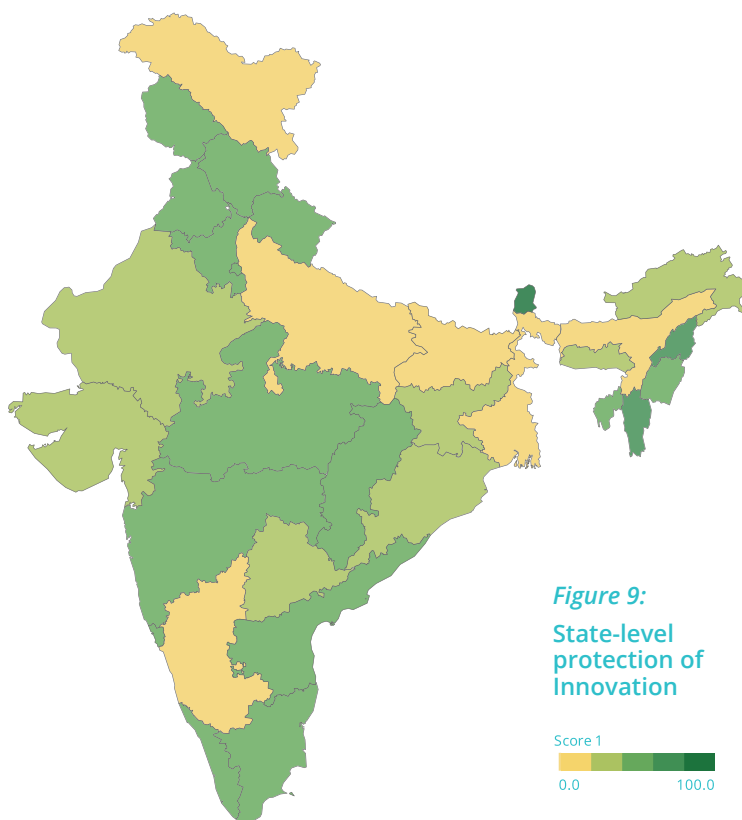 Figure 9:
State-level
protection of
Innovation
Score 1
0.0 100.0